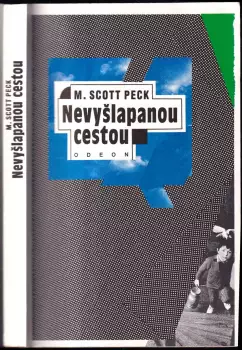 M. SCOTT PECK
Nevyšlapanou
cestou
ODEON
M. SCOTT PECK
Nevyšlapanou cestou